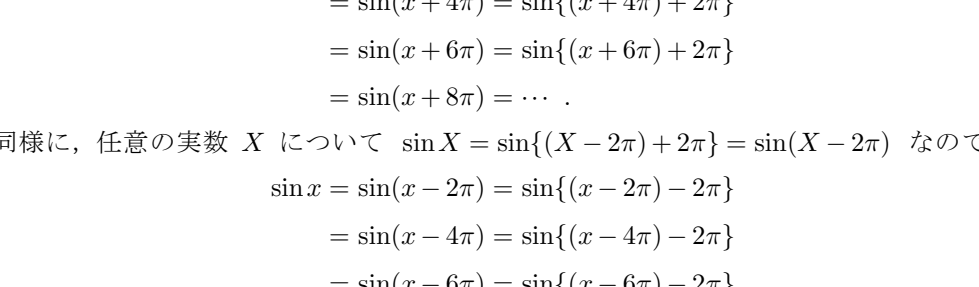 = sin(x + 4π) = sin{(x + 4π) + 2π}
= sin(x + 6π) = sin{(x + 6π) + 2π}
= sin(x + 8π) = ⋯ .
同様に，任意の実数 X について sin X = sin{(X − 2π) + 2π} = sin(X − 2π) なので
sin x = sin(x − 2π) = sin{(x − 2π) − 2π}
= sin(x − 4π) = sin{(x − 4π) − 2π}
= sin(x − 6π) = sin{(x − 6π) − 2π}